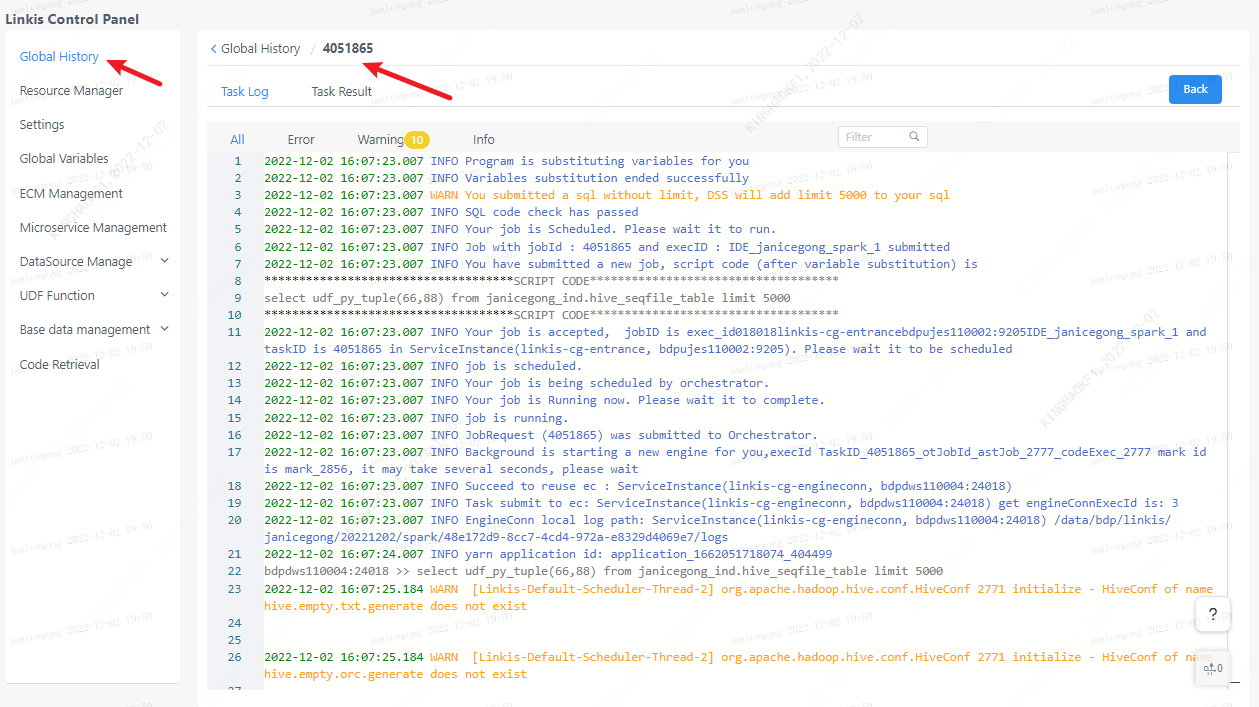 Linkis Control Panel
Global History
Resource Manager
Settings
Global Variables
ECM Management
Microservice Management
DataSource Manage
UDF Function
Base data management
Code Retrieval
Global History / 4051865
Task Log Task Result Back
All Error Warning 10 Info Filter
1 2022-12-02 16:07:23.007 INFO Program is substituting variables for you
2 2022-12-02 16:07:23.007 INFO Variables substitution ended successfully
3 2022-12-02 16:07:23.007 WARN You submitted a sql without limit, DSS will add limit 5000 to your sql
4 2022-12-02 16:07:23.007 INFO SQL code check has passed
5 2022-12-02 16:07:23.007 INFO Your job is Scheduled. Please wait it to run.
6 2022-12-02 16:07:23.007 INFO Job with jobId : 4051865 and execID : IDE_janicegong_spark_1 submitted
7 2022-12-02 16:07:23.007 INFO You have submitted a new job, script code (after variable substitution) is
8 ************************************SCRIPT CODE************************************
9 select udf_py_tuple(66,88) from janicegong_ind.hive_seqfile_table limit 5000
10 ************************************SCRIPT CODE************************************
11 2022-12-02 16:07:23.007 INFO Your job is accepted,  jobID is exec_id018018linkis-cg-entrancebdpujes110002:9205IDE_janicegong_spark_1 and
taskID is 4051865 in ServiceInstance(linkis-cg-entrance, bdpujes110002:9205). Please wait it to be scheduled
12 2022-12-02 16:07:23.007 INFO job is scheduled.
13 2022-12-02 16:07:23.007 INFO Your job is being scheduled by orchestrator.
14 2022-12-02 16:07:23.007 INFO Your job is Running now. Please wait it to complete.
15 2022-12-02 16:07:23.007 INFO job is running.
16 2022-12-02 16:07:23.007 INFO JobRequest (4051865) was submitted to Orchestrator.
17 2022-12-02 16:07:23.007 INFO Background is starting a new engine for you,execId TaskID_4051865_otJobId_astJob_2777_codeExec_2777 mark id
is mark_2856, it may take several seconds, please wait
18 2022-12-02 16:07:23.007 INFO Succeed to reuse ec : ServiceInstance(linkis-cg-engineconn, bdpdws110004:24018)
19 2022-12-02 16:07:23.007 INFO Task submit to ec: ServiceInstance(linkis-cg-engineconn, bdpdws110004:24018) get engineConnExecId is: 3
20 2022-12-02 16:07:23.007 INFO EngineConn local log path: ServiceInstance(linkis-cg-engineconn, bdpdws110004:24018) /data/bdp/linkis/
janicegong/20221202/spark/48e172d9-8cc7-4cd4-972a-e8329d4069e7/logs
21 2022-12-02 16:07:24.007 INFO yarn application id: application_1662051718074_404499
22 bdpdws110004:24018 >> select udf_py_tuple(66,88) from janicegong_ind.hive_seqfile_table limit 5000
23 2022-12-02 16:07:25.184 WARN  [Linkis-Default-Scheduler-Thread-2] org.apache.hadoop.hive.conf.HiveConf 2771 initialize - HiveConf of name
hive.empty.txt.generate does not exist
24
25
26 2022-12-02 16:07:25.184 WARN  [Linkis-Default-Scheduler-Thread-2] org.apache.hadoop.hive.conf.HiveConf 2771 initialize - HiveConf of name
hive.empty.orc.generate does not exist
27
?
janicegong 2022-12-02 19:50
KINGHAOKF1, 2022-12-02